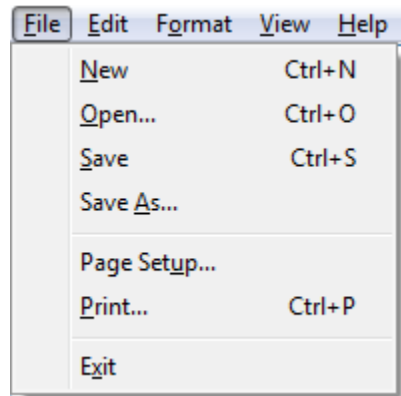 File Edit Format View Help
New Ctrl+N
Open... Ctrl+O
Save Ctrl+S
Save As...
Page Setup...
Print... Ctrl+P
Exit